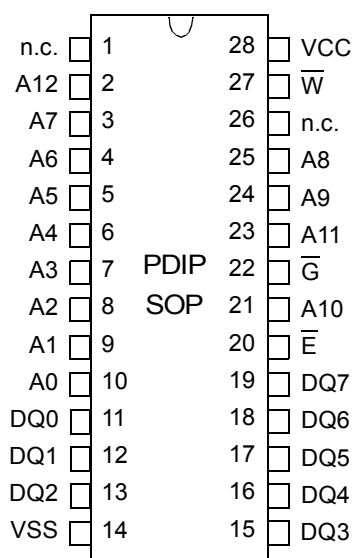 n.c. 1 28 VCC
A12 2 27 W̅
A7 3 26 n.c.
A6 4 25 A8
A5 5 24 A9
A4 6 23 A11
A3 7 PDIP 22 G̅
A2 8 SOP 21 A10
A1 9 20 E̅
A0 10 19 DQ7
DQ0 11 18 DQ6
DQ1 12 17 DQ5
DQ2 13 16 DQ4
VSS 14 15 DQ3